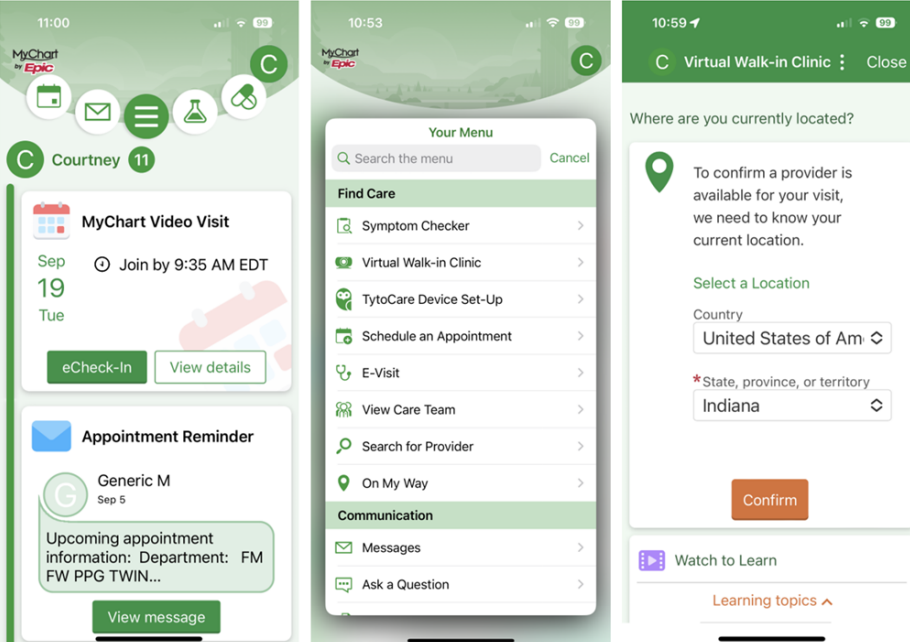 11:00
99
MyChart
by Epic
C
C Courtney 11
MyChart Video Visit
Sep
19
Tue
Join by 9:35 AM EDT
eCheck-In
View details
Appointment Reminder
G
Generic M
Sep 5
Upcoming appointment
information: Department: FM
FW PPG TWIN...
View message
10:53
99
MyChart
by Epic
C
Your Menu
Search the menu
Cancel
Find Care
Symptom Checker
Virtual Walk-in Clinic
TytoCare Device Set-Up
Schedule an Appointment
E-Visit
View Care Team
Search for Provider
On My Way
Communication
Messages
Ask a Question
10:59
99
C Virtual Walk-in Clinic
Close
Where are you currently located?
To confirm a provider is
available for your visit,
we need to know your
current location.
Select a Location
Country
United States of Am
*State, province, or territory
Indiana
Confirm
Watch to Learn
Learning topics